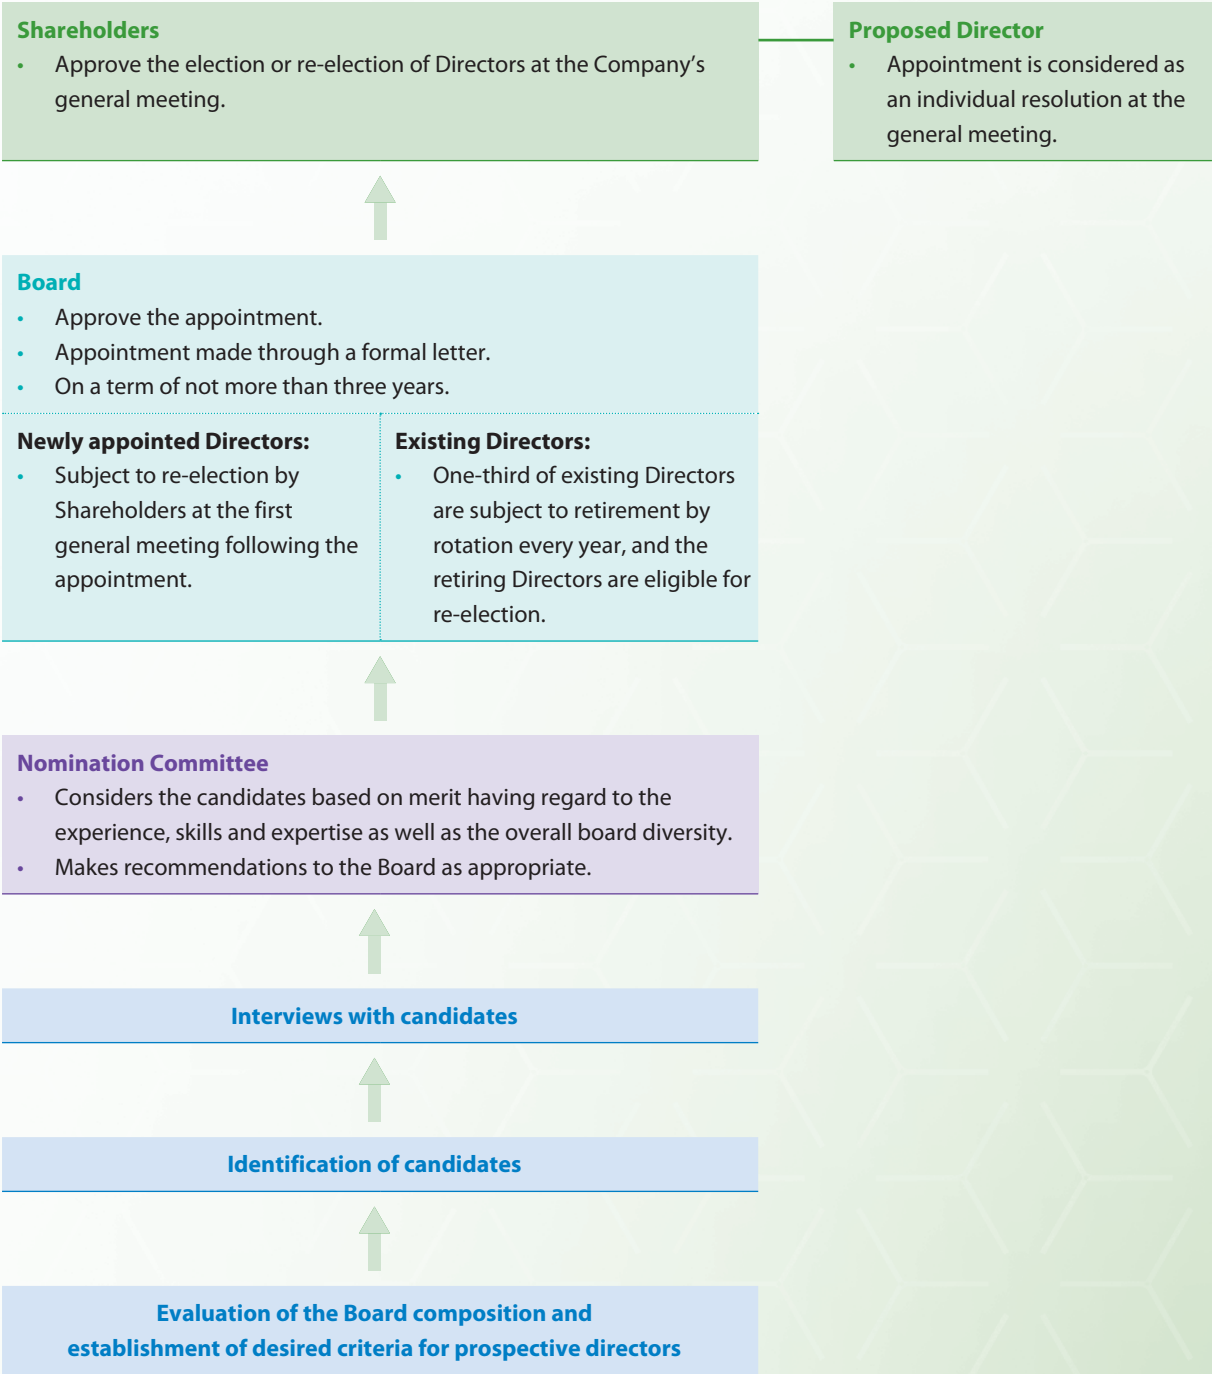 Shareholders
• Approve the election or re-election of Directors at the Company’s
general meeting.
Proposed Director
• Appointment is considered as
an individual resolution at the
general meeting.
Board
• Approve the appointment.
• Appointment made through a formal letter.
• On a term of not more than three years.
Newly appointed Directors:
• Subject to re-election by
Shareholders at the first
general meeting following the
appointment.
Existing Directors:
• One-third of existing Directors
are subject to retirement by
rotation every year, and the
retiring Directors are eligible for
re-election.
Nomination Committee
• Considers the candidates based on merit having regard to the
experience, skills and expertise as well as the overall board diversity.
• Makes recommendations to the Board as appropriate.
Interviews with candidates
Identification of candidates
Evaluation of the Board composition and
establishment of desired criteria for prospective directors